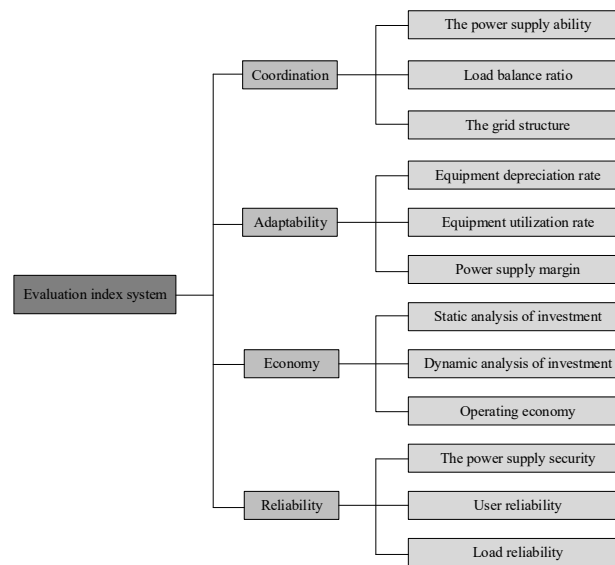 Evaluation index system
Coordination
The power supply ability
Load balance ratio
The grid structure
Adaptability
Equipment depreciation rate
Equipment utilization rate
Power supply margin
Economy
Static analysis of investment
Dynamic analysis of investment
Operating economy
Reliability
The power supply security
User reliability
Load reliability